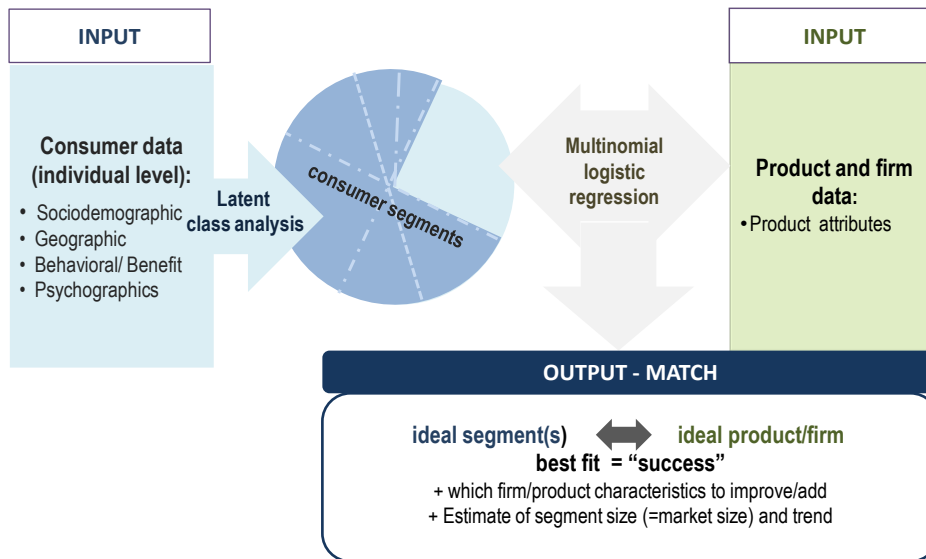 INPUT
Consumer data
(individual level):
• Sociodemographic
• Geographic
• Behavioral/ Benefit
• Psychographics
Latent
class analysis
consumer segments
Multinomial
logistic
regression
INPUT
Product and firm
data:
• Product attributes
OUTPUT - MATCH
ideal segment(s) ideal product/firm
best fit = “success”
+ which firm/product characteristics to improve/add
+ Estimate of segment size (=market size) and trend